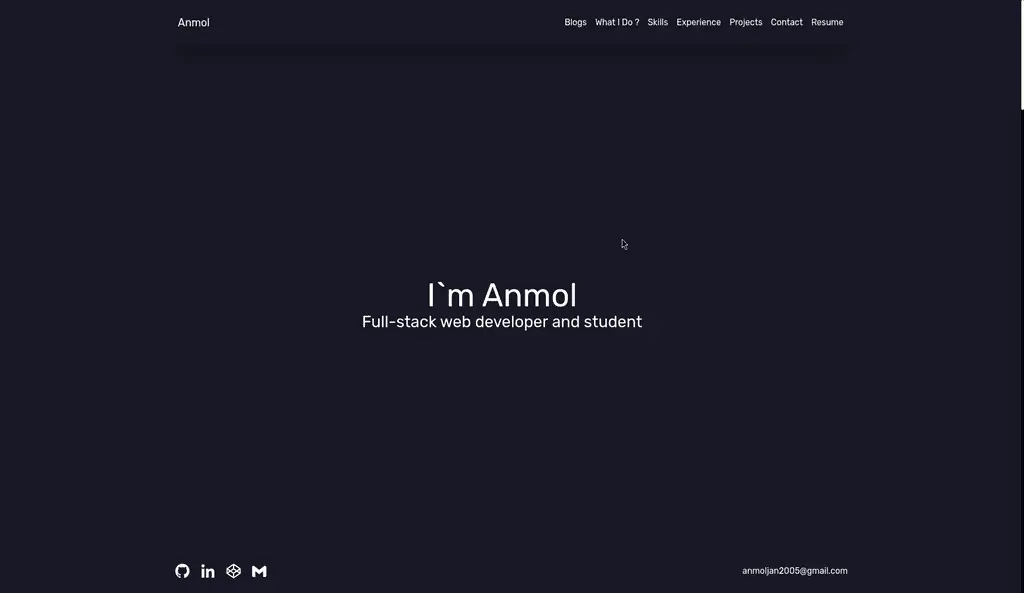 Anmol
Blogs What I Do ? Skills Experience Projects Contact Resume
I`m Anmol
Full-stack web developer and student
anmoljan2005@gmail.com